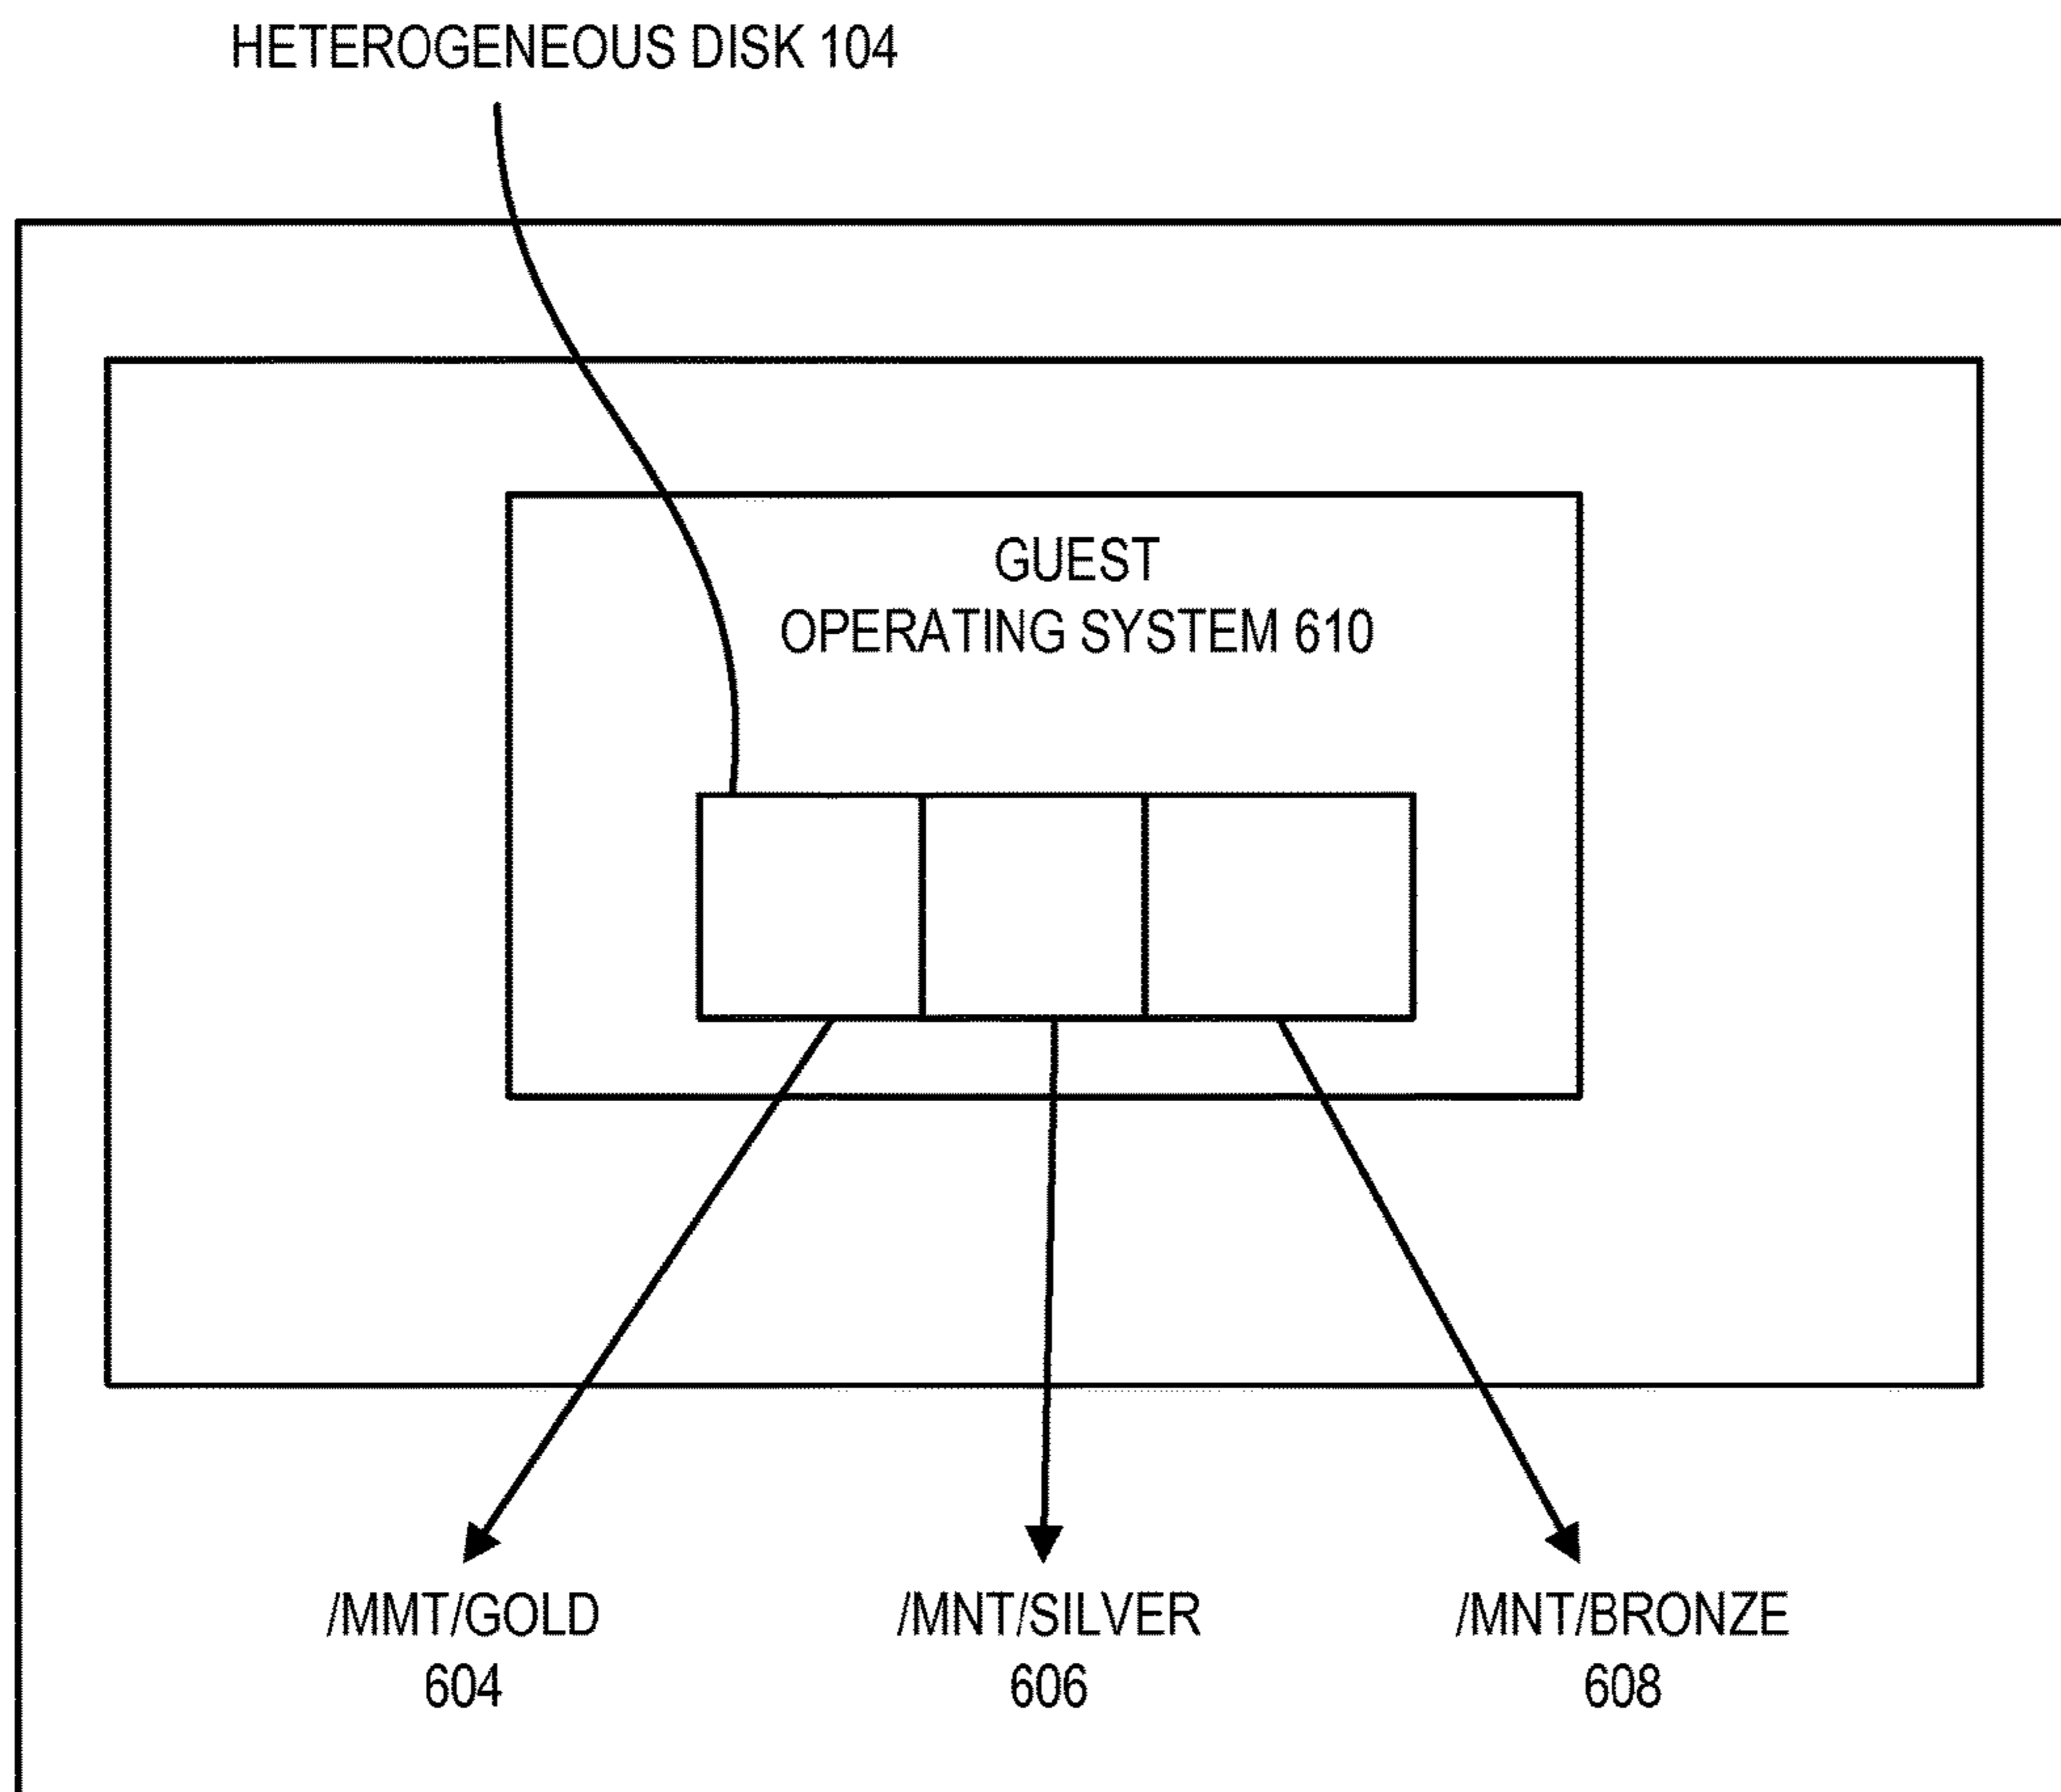 HETEROGENEOUS DISK 104
GUEST
OPERATING SYSTEM 610
/MMT/GOLD
604
/MNT/SILVER
606
/MNT/BRONZE
608